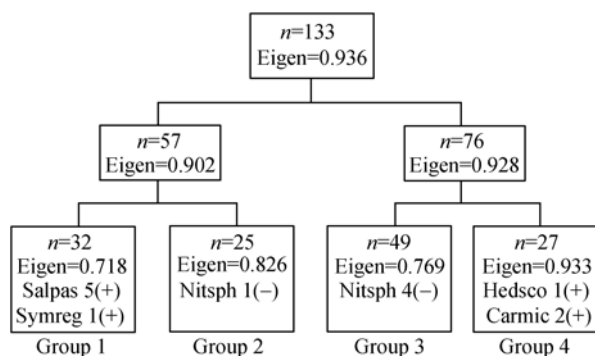 n=133
Eigen=0.936
n=57
Eigen=0.902
n=76
Eigen=0.928
n=32
Eigen=0.718
Salpas 5(+)
Symreg 1(+)
Group 1
n=25
Eigen=0.826
Nitsph 1(−)
Group 2
n=49
Eigen=0.769
Nitsph 4(−)
Group 3
n=27
Eigen=0.933
Hedsco 1(+)
Carmic 2(+)
Group 4